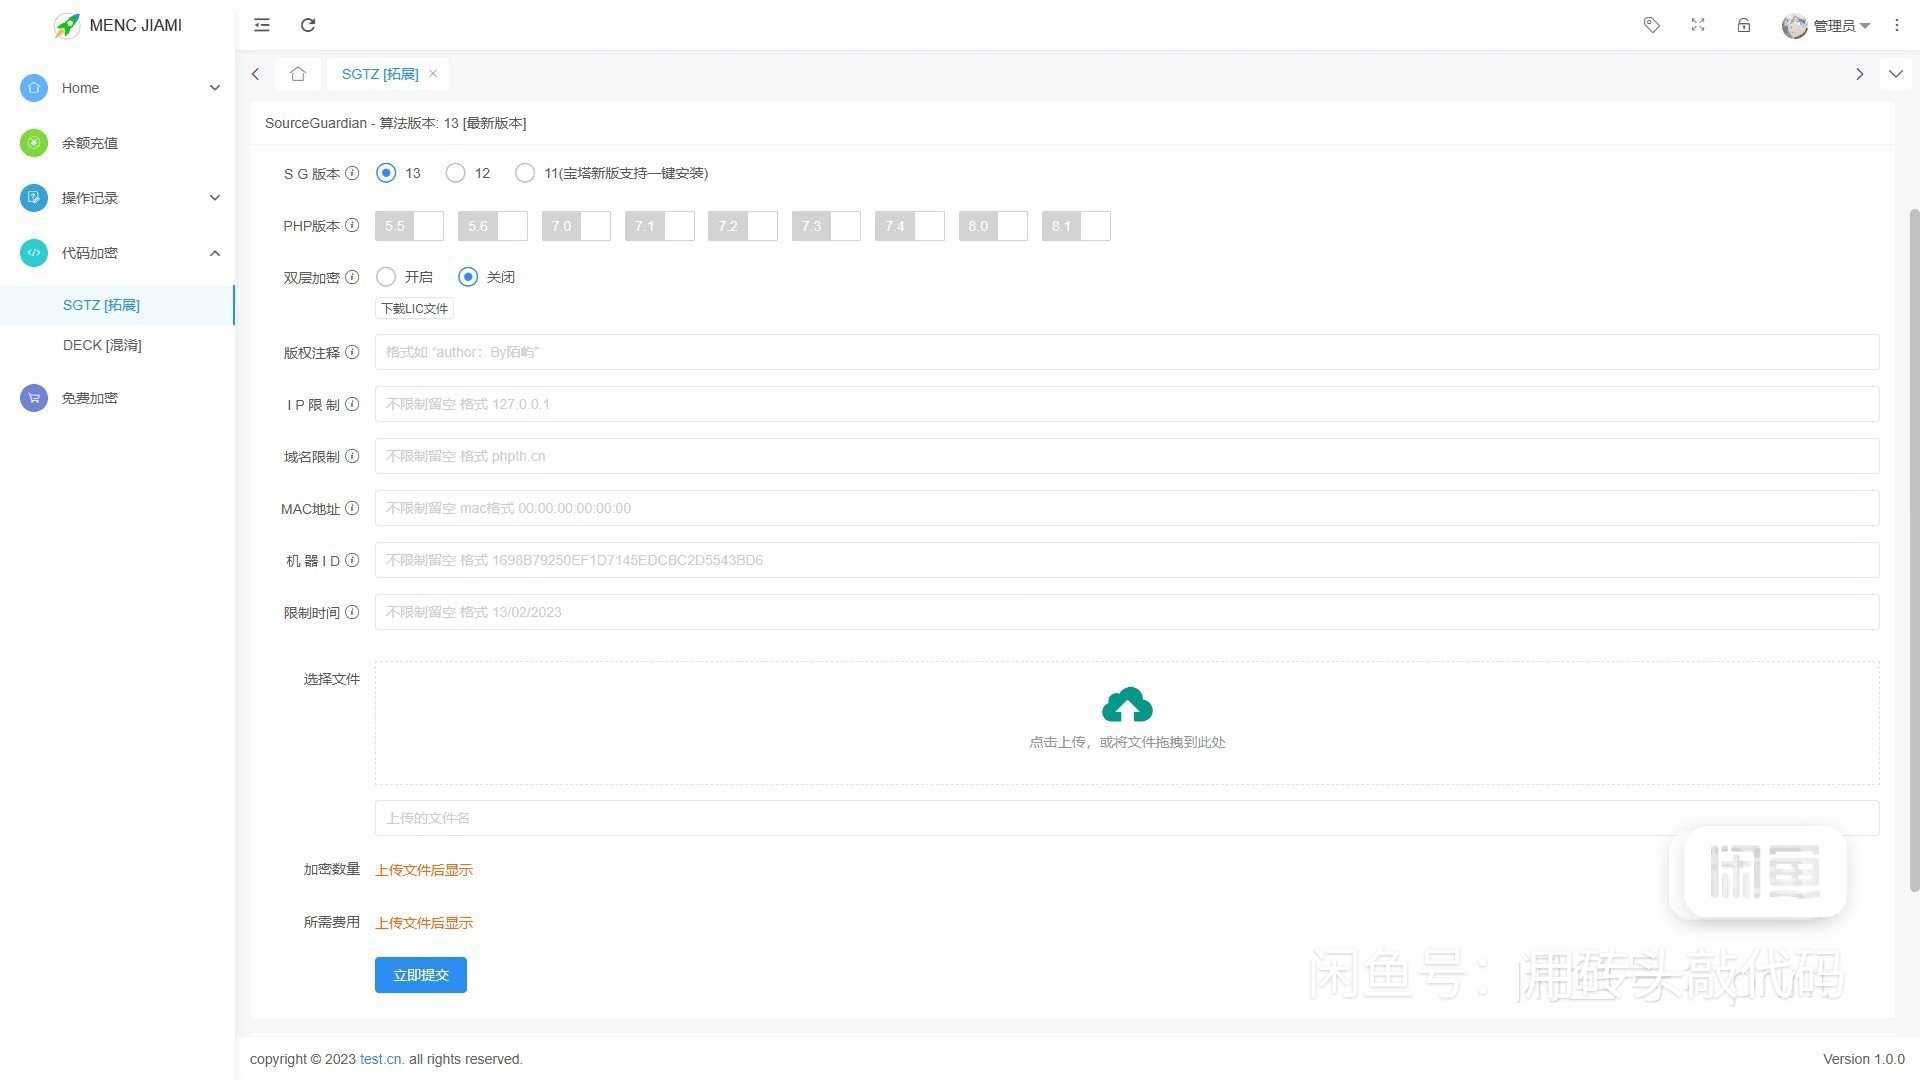 MENC JIAMI
管理员
Home
余额充值
操作记录
代码加密
SGTZ [拓展]
DECK [混淆]
免费加密
SGTZ [拓展]
SourceGuardian - 算法版本: 13 [最新版本]
S G 版本 13 12 11(宝塔新版支持一键安装)
PHP版本 5.5 5.6 7.0 7.1 7.2 7.3 7.4 8.0 8.1
双层加密 开启 关闭
下载LIC文件
版权注释 格式如 “author：By陌屿”
I P 限 制 不限制留空 格式 127.0.0.1
域名限制 不限制留空 格式 phpth.cn
MAC地址 不限制留空 mac格式 00:00:00:00:00:00
机 器 I D 不限制留空 格式 1698B79250EF1D7145EDCBC2D5543BD6
限制时间 不限制留空 格式 13/02/2023
选择文件
点击上传，或将文件拖拽到此处
上传的文件名
加密数量 上传文件后显示
所需费用 上传文件后显示
立即提交
闲鱼
闲鱼号：用砖头敲代码
copyright © 2023 test.cn. all rights reserved.
Version 1.0.0